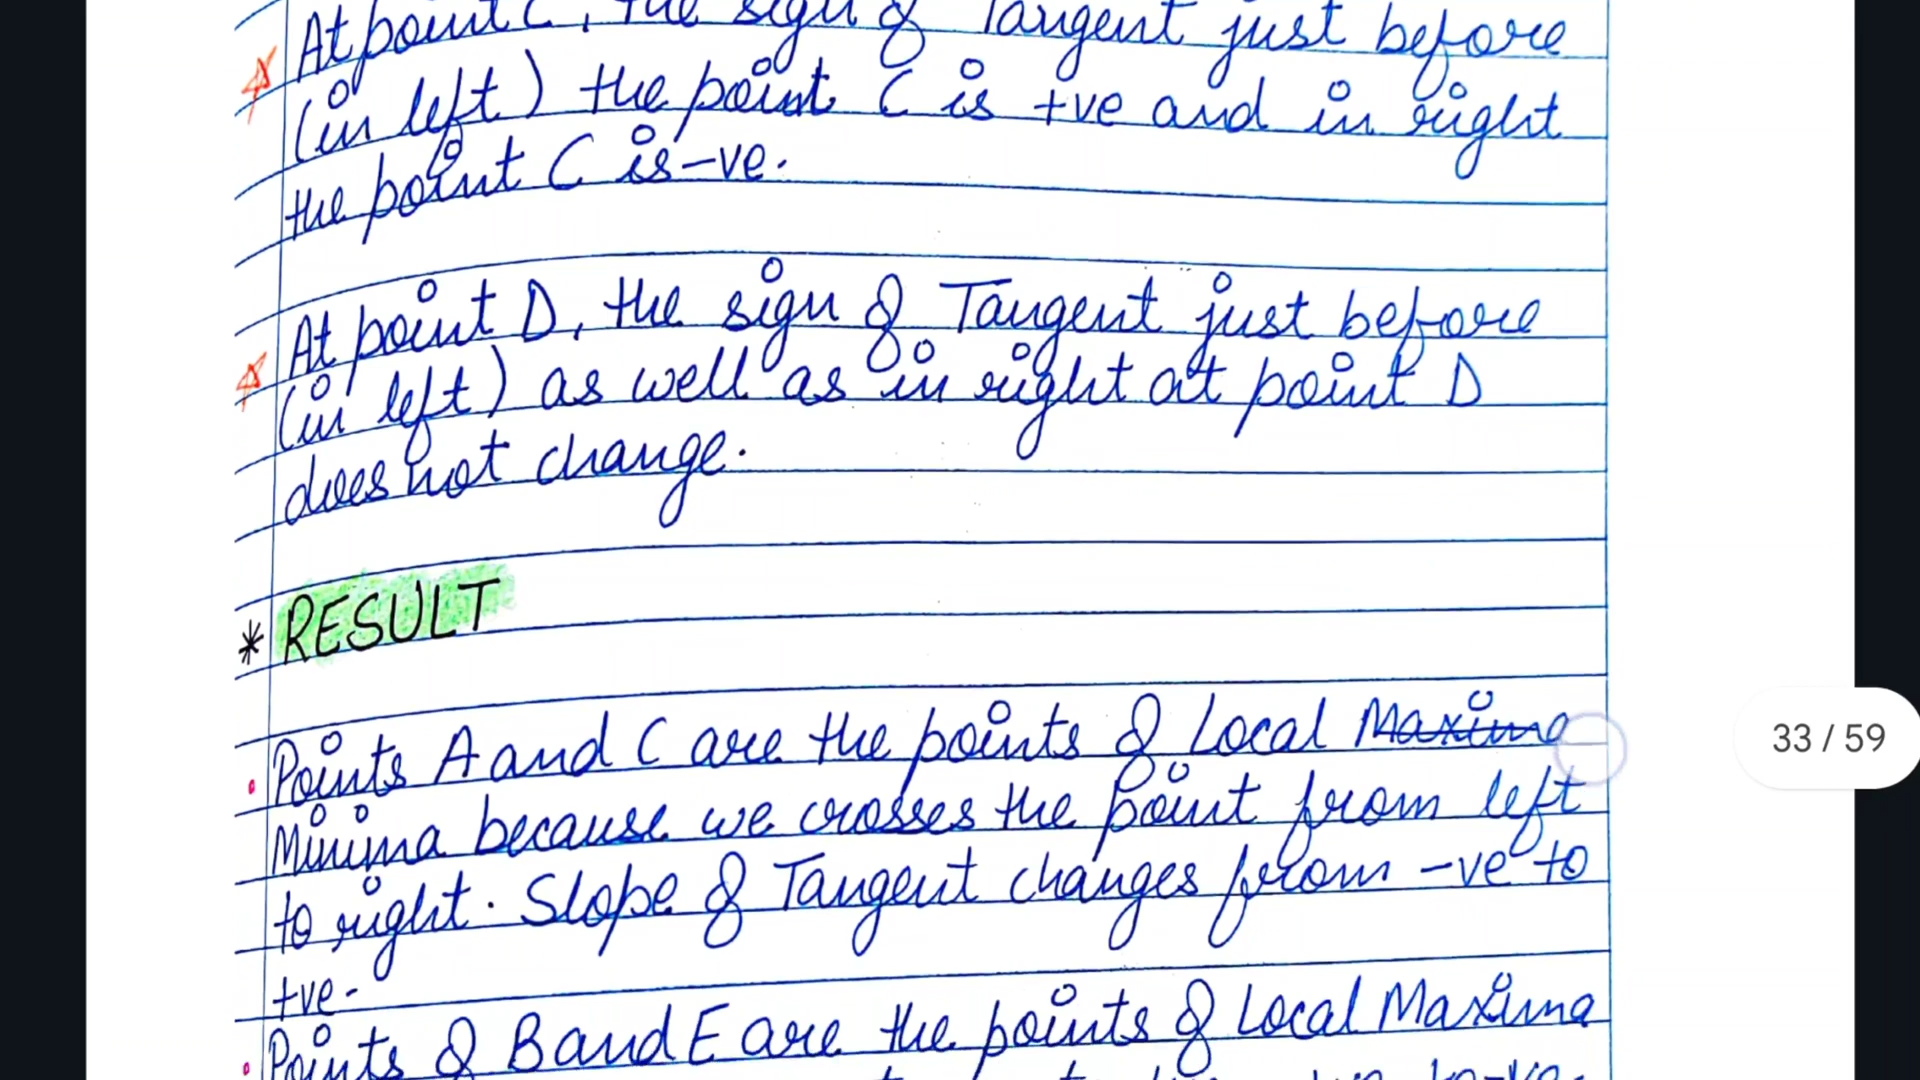 At point C, the sign of Tangent just before
(in left) the point C is +ve and in right
the point C is -ve.
At point D, the sign of Tangent just before
(in left) as well as in right at point D
does not change.
* RESULT
Points A and C are the points of Local Maxima
Minima because we crosses the point from left
to right. Slope of Tangent changes from -ve to
+ve.
33 / 59
Points of B and E are the points of Local Maxima